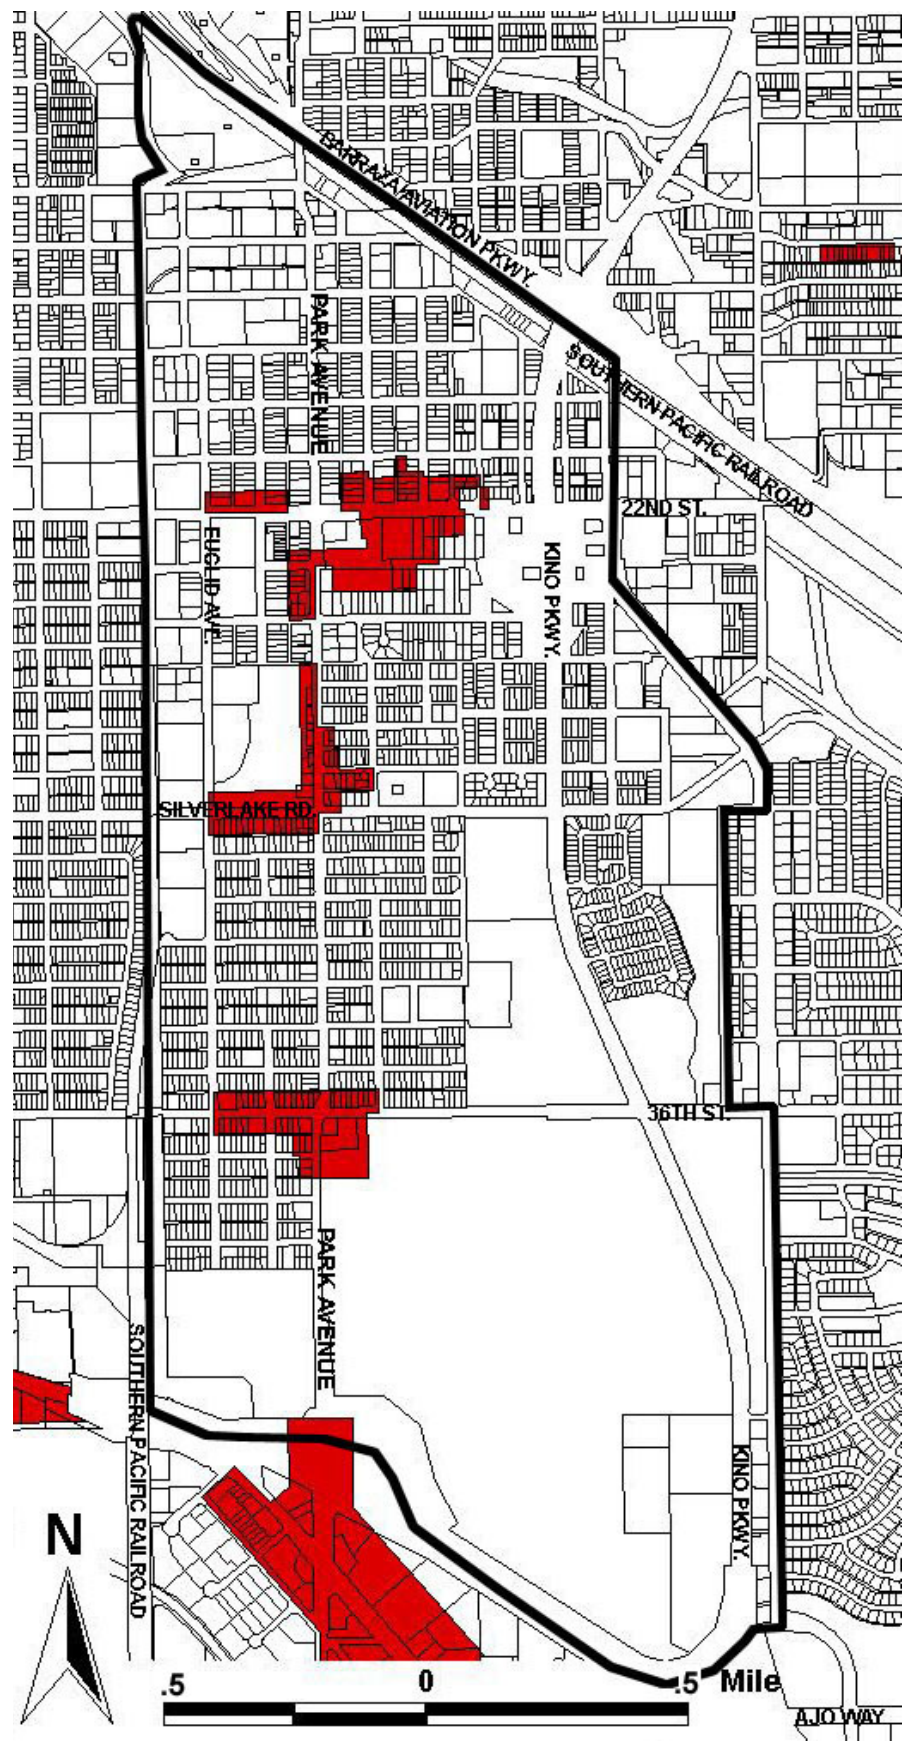 BARRAZA AVIATION PKWY.
PARK AVENUE
SOUTHERN PACIFIC RAILROAD
22ND ST.
EUCLID AVE.
KINO PKWY.
SILVERLAKE RD.
36TH ST.
PARK AVENUE
SOUTHERN PACIFIC RAILROAD
KINO PKWY.
N
.5 0 .5 Mile
AJO WAY